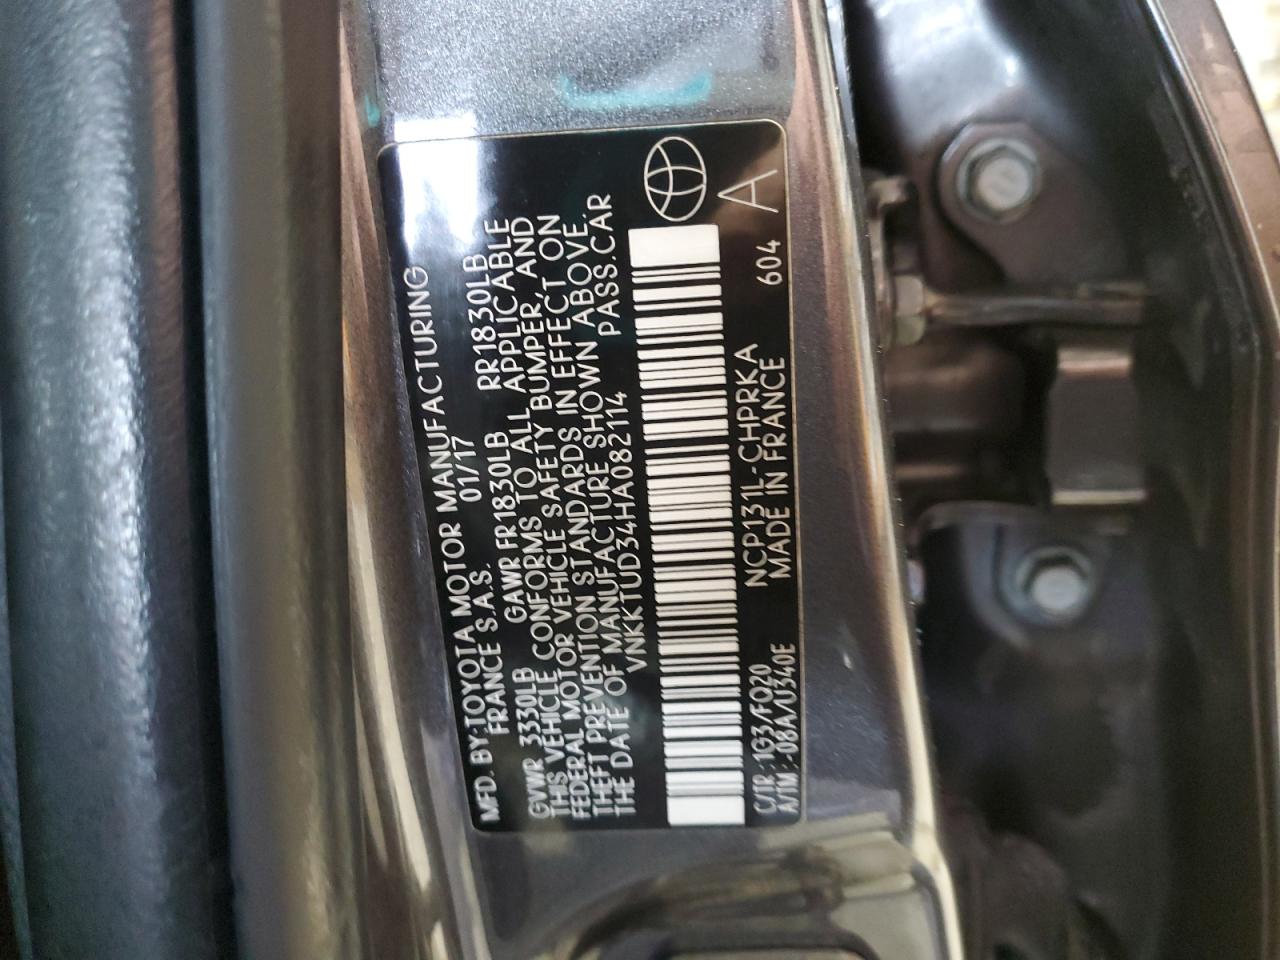 MFD. BY:TOYOTA MOTOR MANUFACTURING
FRANCE S.A.S. 01/17
GVWR 3330LB GAWR FR1830LB RR1830LB
THIS VEHICLE CONFORMS TO ALL APPLICABLE
FEDERAL MOTOR VEHICLE SAFETY BUMPER, AND
THEFT PREVENTION STANDARDS IN EFFECT ON
THE DATE OF MANUFACTURE SHOWN ABOVE.
VNKKTUD34HA082114 PASS.CAR
NCP131L-CHPRKA 604 A
C/TR :1G3/FQ20 MADE IN FRANCE
A/TM :-08A/U340E